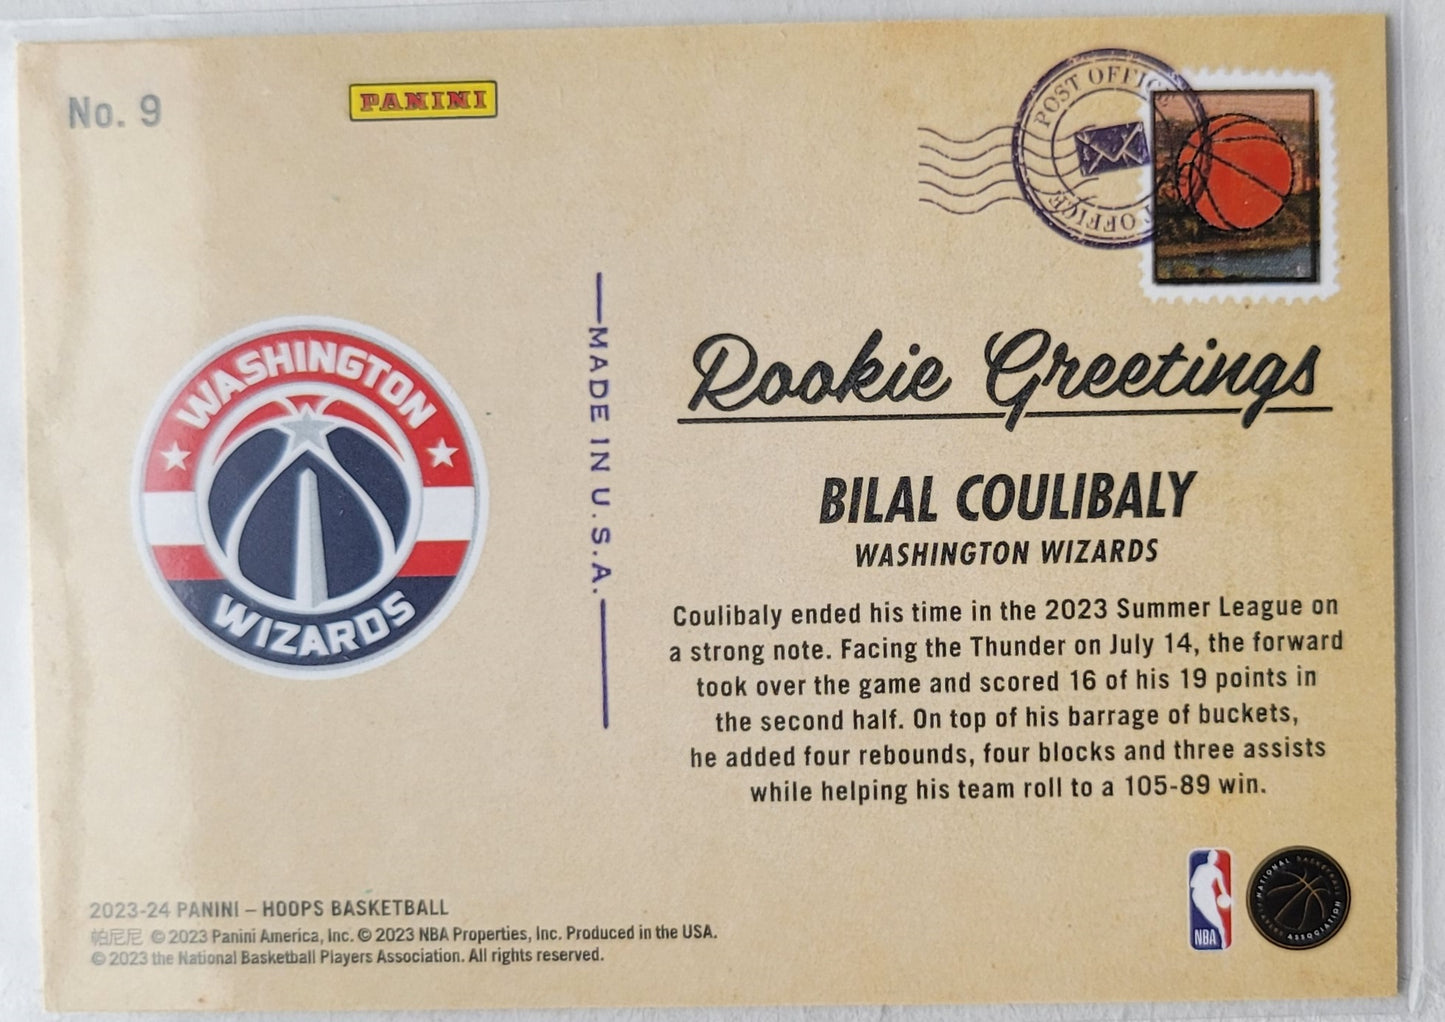 No. 9
PANINI
POST OFFICE
POST OFFICE
WASHINGTON
WIZARDS
MADE IN U.S.A.
Rookie Greetings
BILAL COULIBALY
WASHINGTON WIZARDS
Coulibaly ended his time in the 2023 Summer League on
a strong note. Facing the Thunder on July 14, the forward
took over the game and scored 16 of his 19 points in
the second half. On top of his barrage of buckets,
he added four rebounds, four blocks and three assists
while helping his team roll to a 105-89 win.
NBA
NATIONAL BASKETBALL
PLAYERS ASSOCIATION
2023-24 PANINI – HOOPS BASKETBALL
帕尼尼 © 2023 Panini America, Inc. © 2023 NBA Properties, Inc. Produced in the USA.
© 2023 the National Basketball Players Association. All rights reserved.